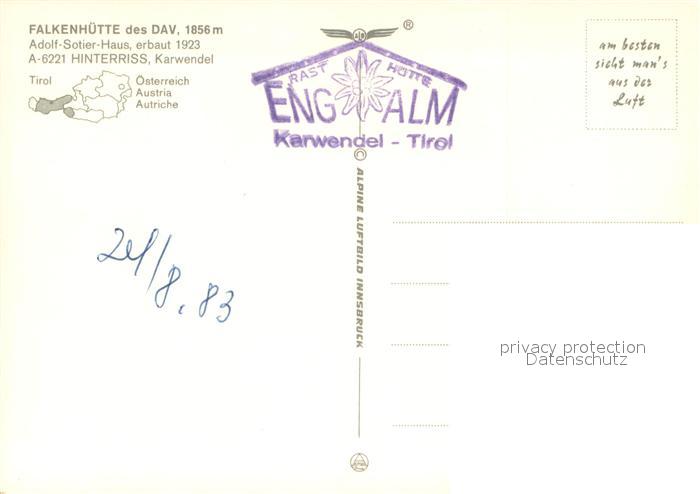 FALKENHÜTTE des DAV, 1856 m
Adolf-Sotier-Haus, erbaut 1923
A-6221 HINTERRISS, Karwendel
Tirol
Österreich
Austria
Autriche
®
RAST HÜTTE
ENG ALM
Karwendel - Tirol
am besten
sieht man's
aus der
Luft
ALPINE LUFTBILD INNSBRUCK
21/8.83
privacy protection
Datenschutz